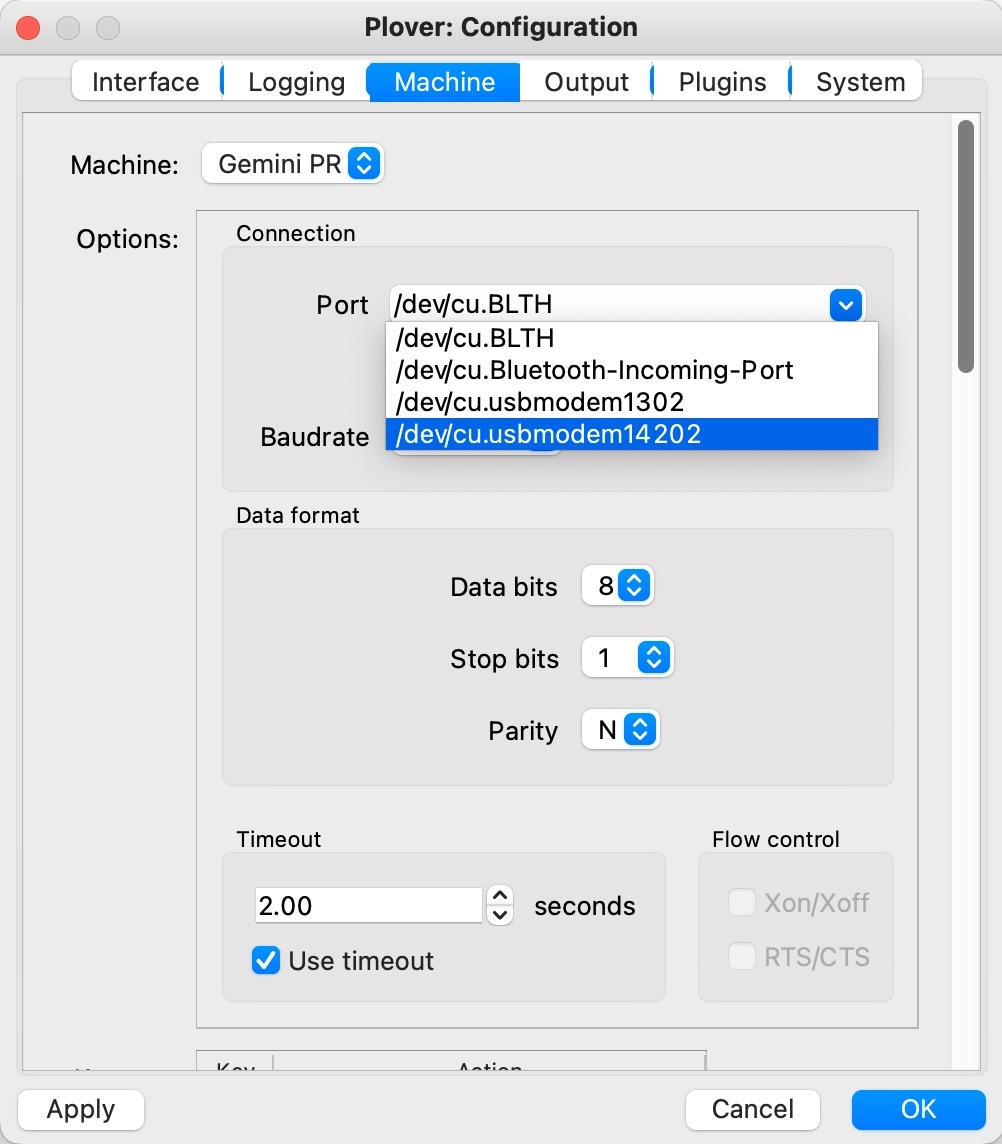 Plover: Configuration
Interface Logging Machine Output Plugins System
Machine: Gemini PR
Options:
Connection
Port /dev/cu.BLTH
/dev/cu.BLTH
/dev/cu.Bluetooth-Incoming-Port
/dev/cu.usbmodem1302
Baudrate /dev/cu.usbmodem14202
Data format
Data bits 8
Stop bits 1
Parity N
Timeout Flow control
2.00 seconds Xon/Xoff
Use timeout RTS/CTS
Key Action
Apply Cancel OK